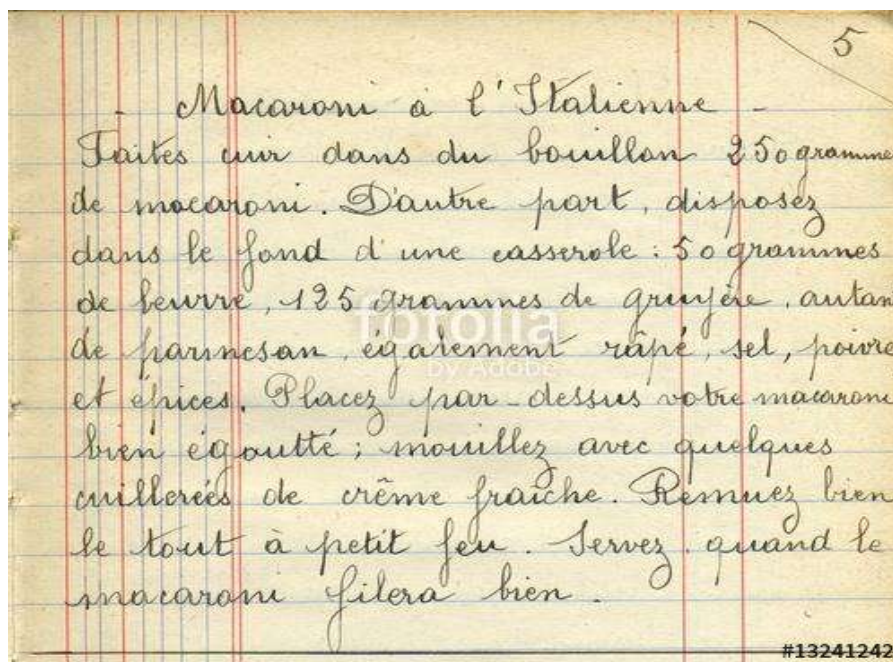 5
- Macaroni à l'Italienne -
Faites cuir dans du bouillon 250 gramme
de macaroni. D'autre part, disposez
dans le fond d'une casserole : 50 grammes
de beurre, 125 grammes de gruyère, autan
de parmesan, également râpé, sel, poivre
et épices. Placez par-dessus votre macaroni
bien égoutté ; mouillez avec quelques
cuillerées de crême fraiche. Remuez bien
le tout à petit feu. Servez quand le
macaroni filera bien.
fotolia
by Adobe
#13241242